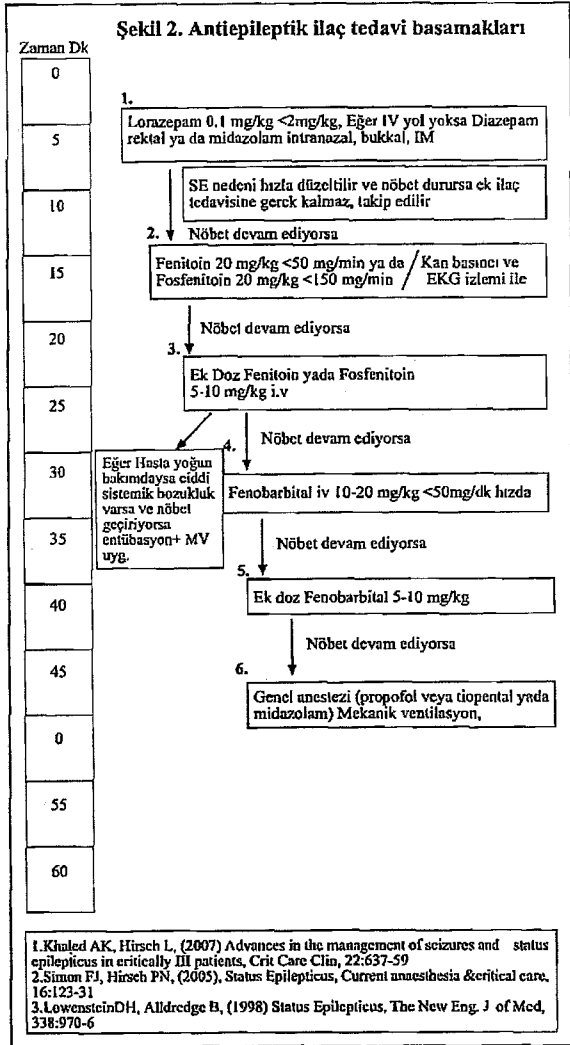 Şekil 2. Antiepileptik ilaç tedavi basamakları
Zaman Dk
0
5
10
15
20
25
30
35
40
45
0
55
60
1.
Lorazepam 0,1 mg/kg <2mg/kg, Eğer IV yol yoksa Diazepam
rektal ya da midazolam intranazal, bukkal, IM
SE nedeni hızla düzeltilir ve nöbet durursa ek ilaç
tedavisine gerek kalmaz, takip edilir
2. Nöbet devam ediyorsa
Fenitoin 20 mg/kg <50 mg/min ya da / Kan basıncı ve
Fosfenitoin 20 mg/kg <150 mg/min / EKG izlemi ile
Nöbet devam ediyorsa
3.
Ek Doz Fenitoin yada Fosfenitoin
5-10 mg/kg i.v
Nöbet devam ediyorsa
Eğer Hasta yoğun
bakımdaysa ciddi
sistemik bozukluk
varsa ve nöbet
geçiriyorsa
entübasyon+ MV
uyg.
4.
Fenobarbital iv 10-20 mg/kg <50mg/dk hızda
Nöbet devam ediyorsa
5.
Ek doz Fenobarbital 5-10 mg/kg
Nöbet devam ediyorsa
6.
Genel anestezi (propofol veya tiopental yada
midazolam) Mekanik ventilasyon,
1.Khaled AK, Hirsch L, (2007) Advances in the management of seizures and status
epilepticus in critically III patients, Crit Care Clin, 22:637-59
2.Simon FJ, Hirsch PN, (2005), Status Epilepticus, Current anaesthesia &critical care,
16:123-31
3.LowensteinDH, Alldredge B, (1998) Status Epilepticus, The New Eng. J of Med,
338:970-6